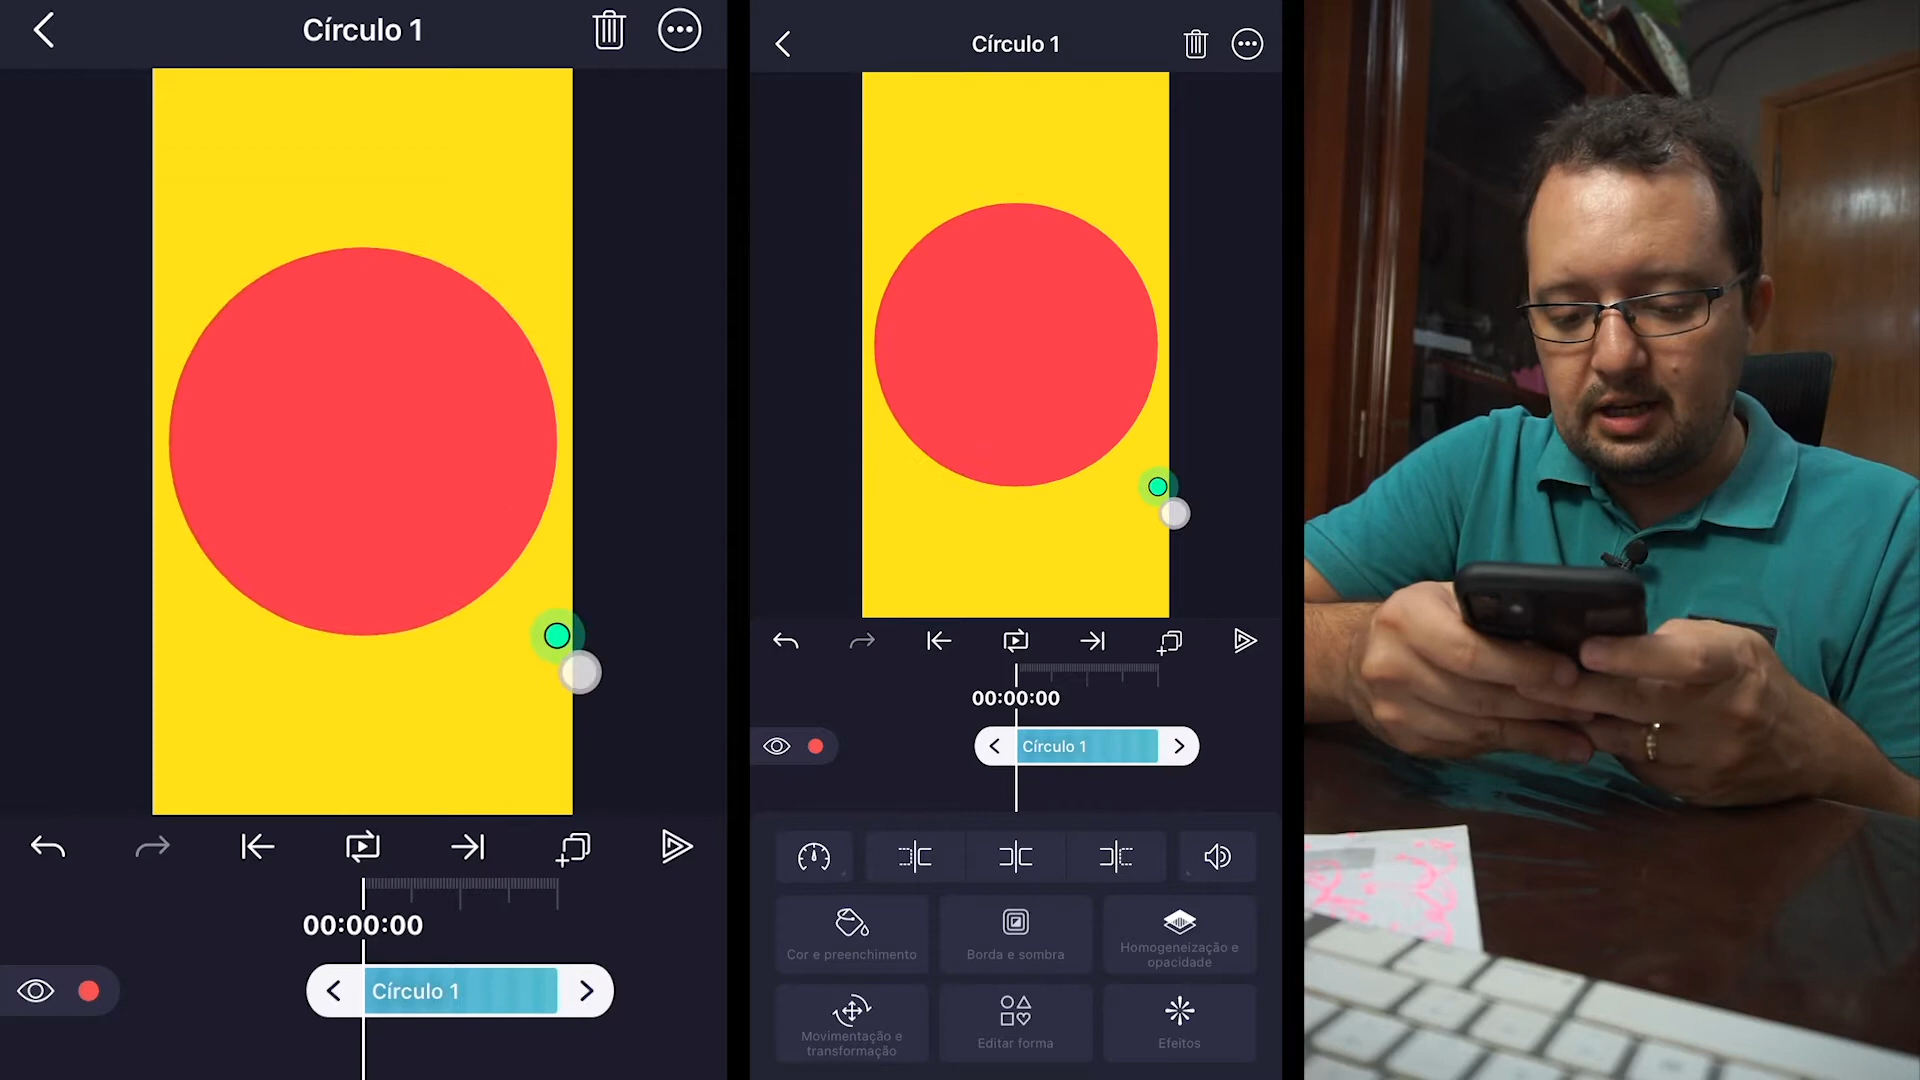 Círculo 1
00:00:00
Círculo 1
Círculo 1
00:00:00
Círculo 1
Cor e preenchimento
Borda e sombra
Homogeneização e
opacidade
Movimentação e
transformação
Editar forma
Efeitos